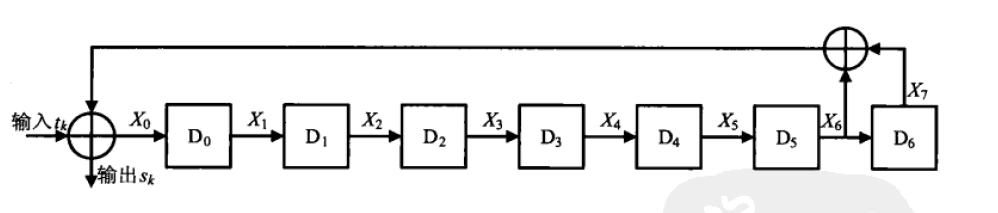 X₇
输入tₖ
X₀
D₀
X₁
D₁
X₂
D₂
X₃
D₃
X₄
D₄
X₅
D₅
X₆
D₆
输出sₖ